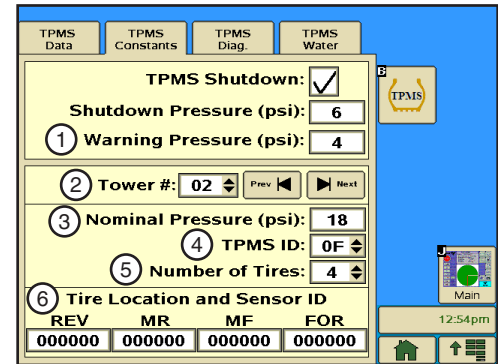 TPMS Data TPMS Constants TPMS Diag. TPMS Water
TPMS Shutdown:
B
TPMS
Shutdown Pressure (psi): 6
1 Warning Pressure (psi): 4
2 Tower #: 02 Prev Next
3 Nominal Pressure (psi): 18
4 TPMS ID: 0F
5 Number of Tires: 4
J
Main
6 Tire Location and Sensor ID
REV MR MF FOR
12:54pm
000000 000000 000000 000000